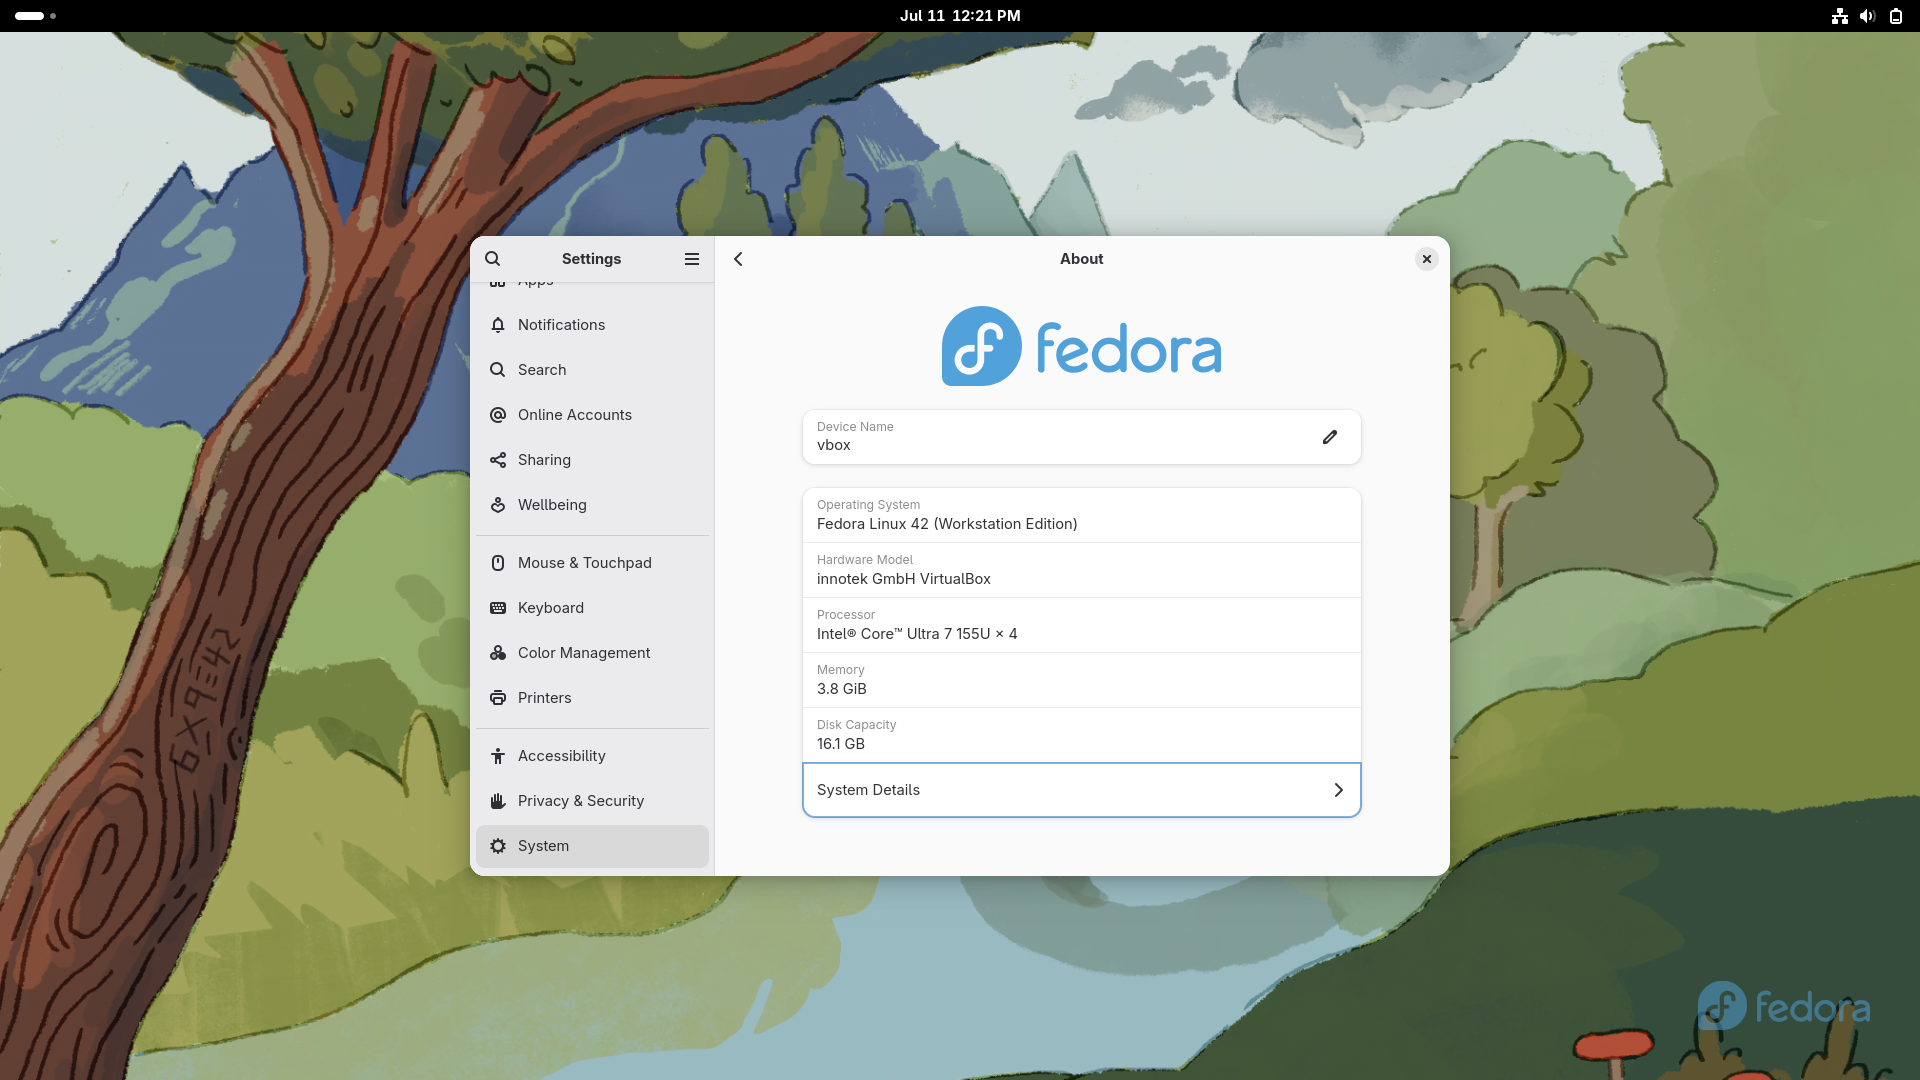 Jul 11 12:21 PM
Settings
About
Apps
Notifications
Search
Online Accounts
Sharing
Wellbeing
Mouse & Touchpad
Keyboard
Color Management
Printers
Accessibility
Privacy & Security
System
fedora
Device Name
vbox
Operating System
Fedora Linux 42 (Workstation Edition)
Hardware Model
innotek GmbH VirtualBox
Processor
Intel® Core™ Ultra 7 155U × 4
Memory
3.8 GiB
Disk Capacity
16.1 GB
System Details
6×9=42
fedora